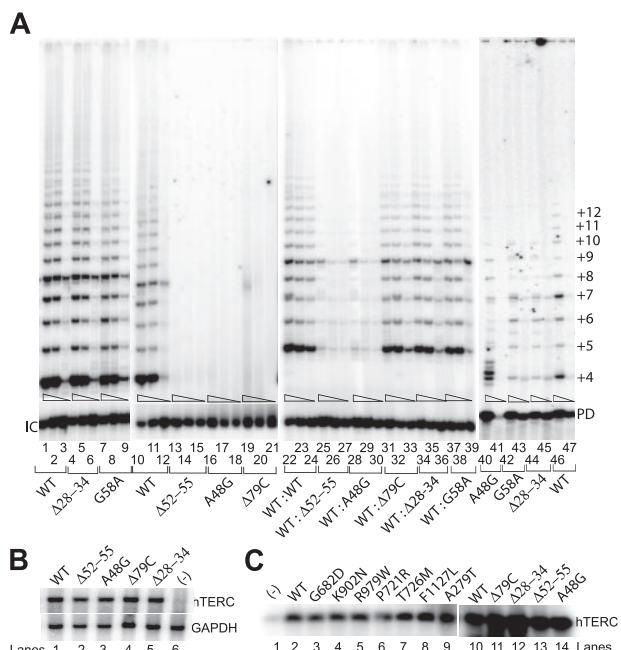 A
+12
+11
+10
+9
+8
+7
+6
+5
+4
IC PD
1 3 5 7 9 11 13 15 17 19 21 23 25 27 29 31 33 35 37 39 41 43 45 47
2 4 6 8 10 12 14 16 18 20 22 24 26 28 30 32 34 36 38 40 42 44 46
WT Δ28–34 G58A WT Δ52–55 A48G Δ79C WT : WT WT : Δ52–55 WT : A48G WT : Δ79C WT : Δ28-34 WT : G58A A48G G58A Δ28–34 WT
B
WT Δ52–55 A48G Δ79C Δ28–34 (-)
hTERC
GAPDH
Lanes 1 2 3 4 5 6
C
(-) WT G682D K902N R979W P721R T726M F1127L A279T WT Δ79C Δ28–34 Δ52–55 A48G
hTERC
Lanes 1 2 3 4 5 6 7 8 9 10 11 12 13 14